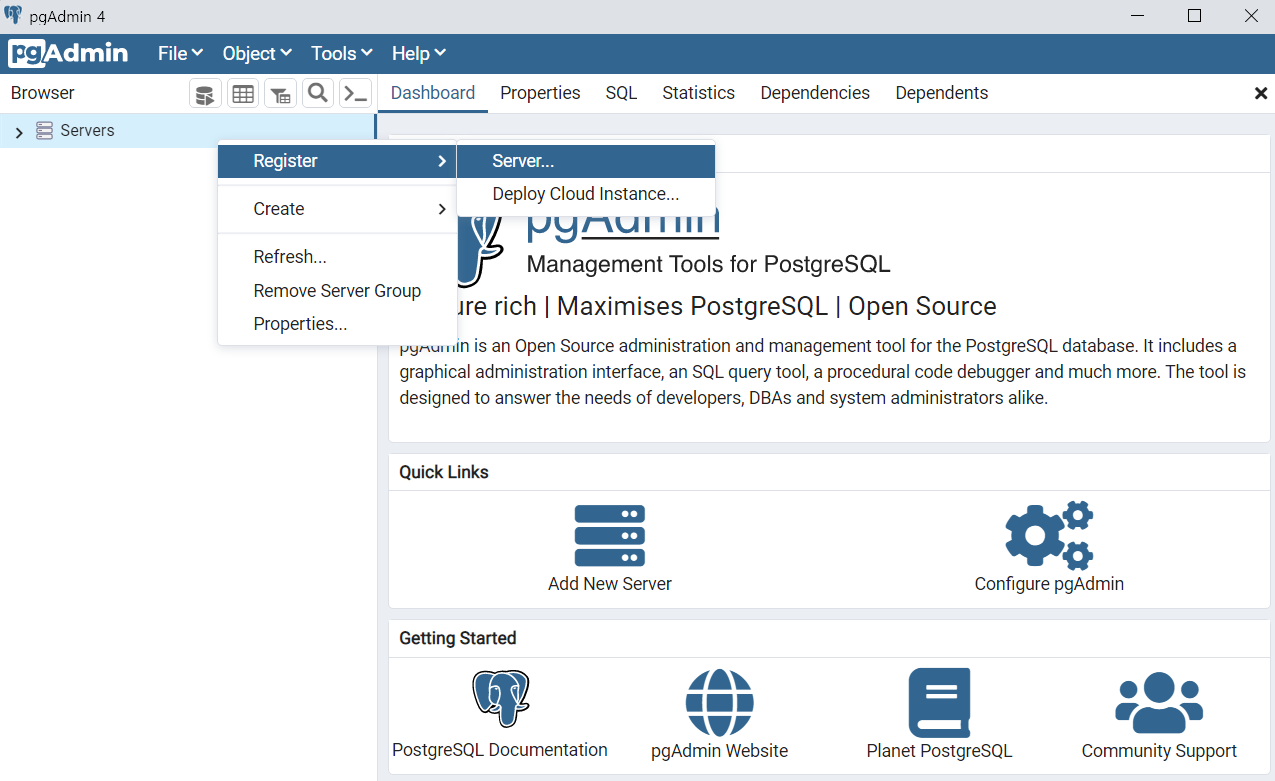 pgAdmin 4
pgAdmin File Object Tools Help
Browser
Dashboard Properties SQL Statistics Dependencies Dependents
Servers
Register
Server...
Deploy Cloud Instance...
Create
Refresh...
Remove Server Group
Properties...
pgAdmin
Management Tools for PostgreSQL
rich | Maximises PostgreSQL | Open Source
pgAdmin is an Open Source administration and management tool for the PostgreSQL database. It includes a
graphical administration interface, an SQL query tool, a procedural code debugger and much more. The tool is
designed to answer the needs of developers, DBAs and system administrators alike.
Quick Links
Add New Server
Configure pgAdmin
Getting Started
PostgreSQL Documentation
pgAdmin Website
Planet PostgreSQL
Community Support